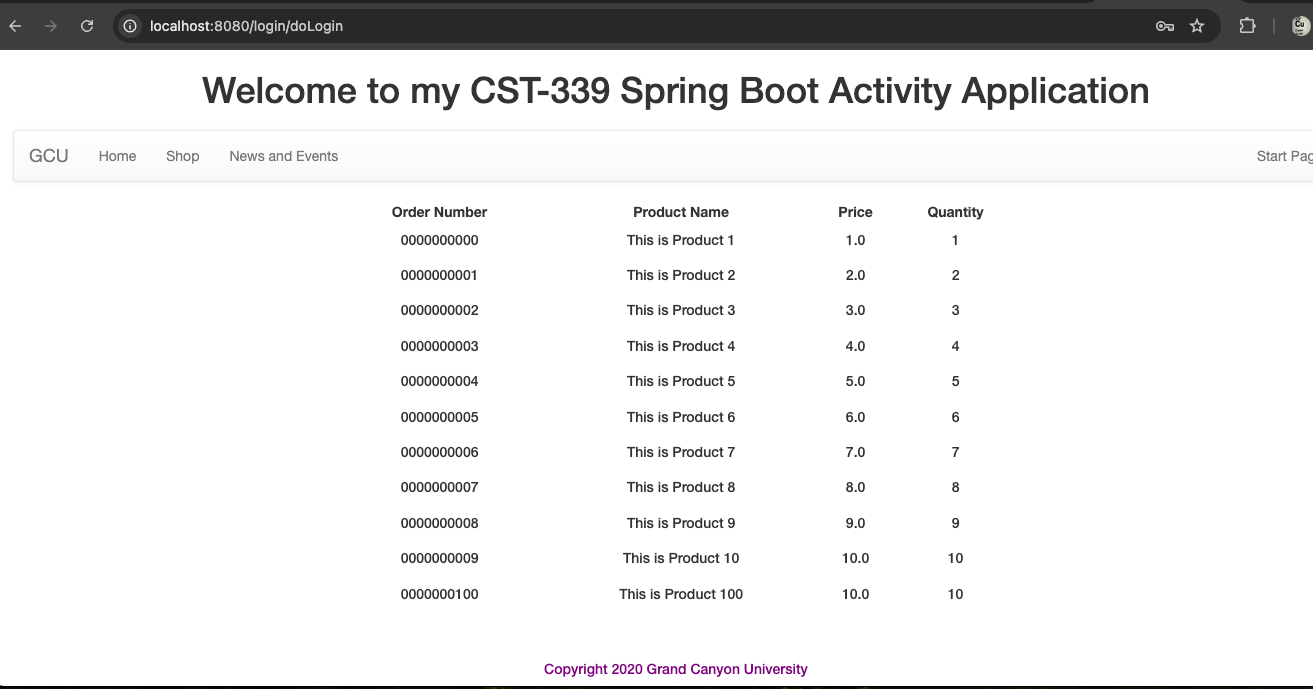 localhost:8080/login/doLogin
Welcome to my CST-339 Spring Boot Activity Application
GCU Home Shop News and Events Start Pag
Order Number Product Name Price Quantity
0000000000 This is Product 1 1.0 1
0000000001 This is Product 2 2.0 2
0000000002 This is Product 3 3.0 3
0000000003 This is Product 4 4.0 4
0000000004 This is Product 5 5.0 5
0000000005 This is Product 6 6.0 6
0000000006 This is Product 7 7.0 7
0000000007 This is Product 8 8.0 8
0000000008 This is Product 9 9.0 9
0000000009 This is Product 10 10.0 10
0000000100 This is Product 100 10.0 10
Copyright 2020 Grand Canyon University